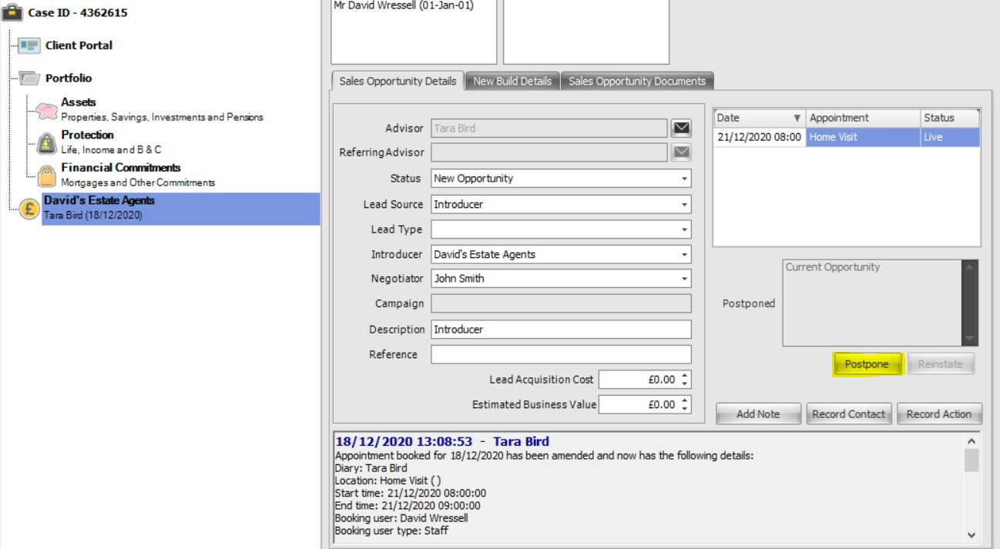 Case ID - 4362615
Client Portal
Portfolio
Assets
Properties, Savings, Investments and Pensions
Protection
Life, Income and B & C
Financial Commitments
Mortgages and Other Commitments
David's Estate Agents
Tara Bird (18/12/2020)
Mr David Wressell (01-Jan-01)
Sales Opportunity Details New Build Details Sales Opportunity Documents
Advisor Tara Bird
Referring Advisor
Status New Opportunity
Lead Source Introducer
Lead Type
Introducer David's Estate Agents
Negotiator John Smith
Campaign
Description Introducer
Reference
Lead Acquisition Cost £0.00
Estimated Business Value £0.00
Date Appointment Status
21/12/2020 08:00 Home Visit Live
Postponed Current Opportunity
Postpone Reinstate
Add Note Record Contact Record Action
18/12/2020 13:08:53 - Tara Bird
Appointment booked for 18/12/2020 has been amended and now has the following details:
Diary: Tara Bird
Location: Home Visit ( )
Start time: 21/12/2020 08:00:00
End time: 21/12/2020 09:00:00
Booking user: David Wressell
Booking user type: Staff